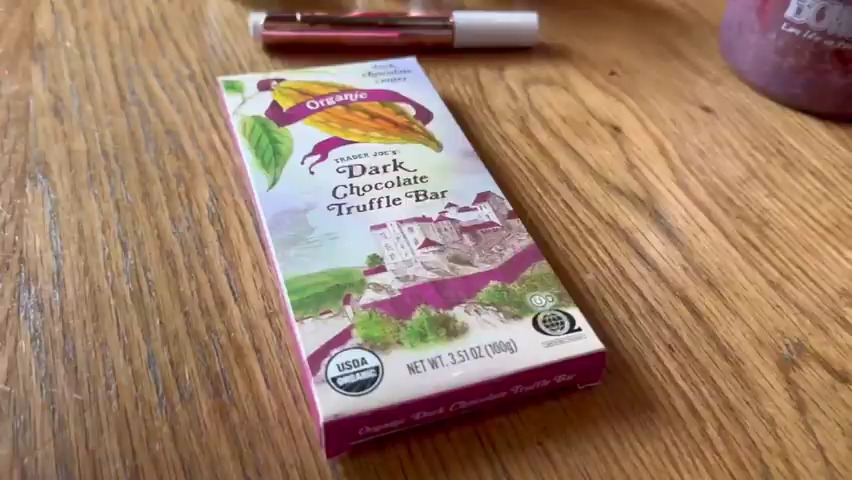 dark
chocolate
center
Organic
TRADER JOE'S
Dark
Chocolate
Truffle Bar
USDA
ORGANIC
NET WT. 3.51 OZ (100g)
Organic Dark Chocolate Truffle Bar